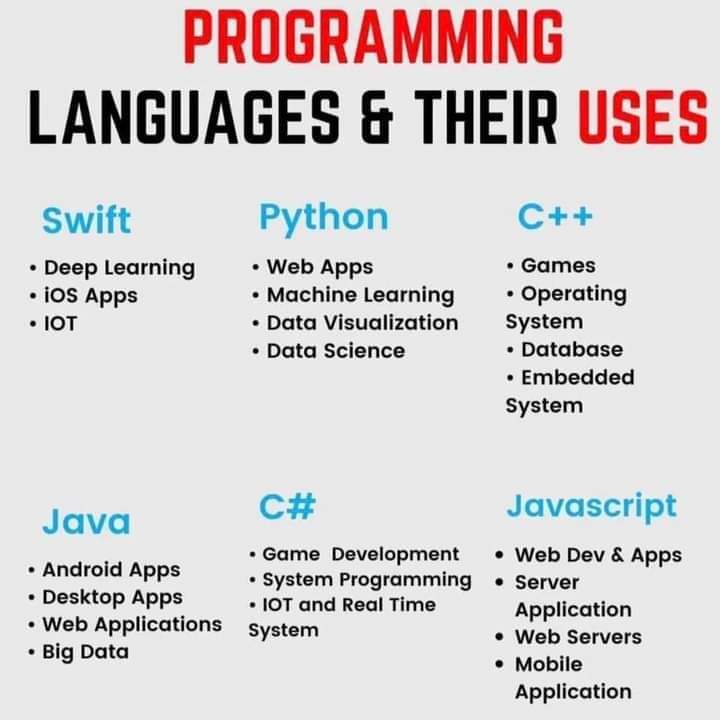 PROGRAMMING
LANGUAGES & THEIR USES
Swift
• Deep Learning
• iOS Apps
• IOT
Python
• Web Apps
• Machine Learning
• Data Visualization
• Data Science
C++
• Games
• Operating
System
• Database
• Embedded
System
Java
• Android Apps
• Desktop Apps
• Web Applications
• Big Data
C#
• Game Development
• System Programming
• IOT and Real Time
System
Javascript
• Web Dev & Apps
• Server
Application
• Web Servers
• Mobile
Application